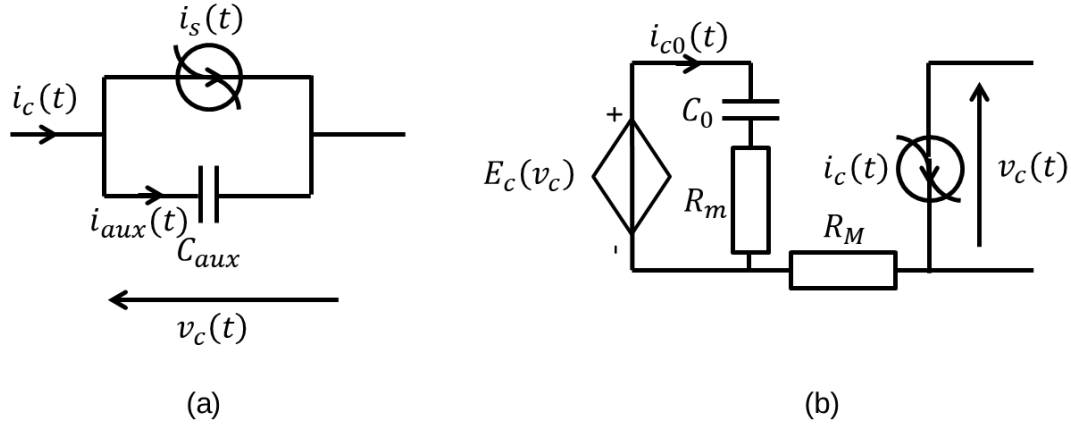 i_s(t)
i_c(t)
i_aux(t)
C_aux
v_c(t)
(a)
i_c0(t)
C_0
+
E_c(v_c)
R_m
-
R_M
i_c(t)
v_c(t)
(b)